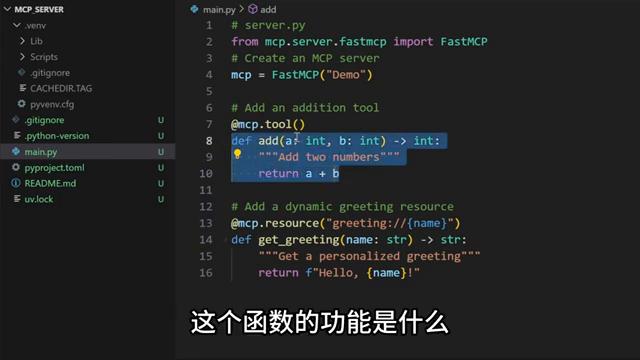 MCP_SERVER
.venv
Lib
Scripts
.gitignore
CACHEDIR.TAG
pyvenv.cfg
.gitignore U
.python-version U
main.py U
pyproject.toml U
README.md U
uv.lock U
main.py U
main.py > add
1 # server.py
2 from mcp.server.fastmcp import FastMCP
3 # Create an MCP server
4 mcp = FastMCP("Demo")
5
6 # Add an addition tool
7 @mcp.tool()
8 def add(a: int, b: int) -> int:
9 """Add two numbers"""
10 return a + b
11
12 # Add a dynamic greeting resource
13 @mcp.resource("greeting://{name}")
14 def get_greeting(name: str) -> str:
15 """Get a personalized greeting"""
16 return f"Hello, {name}!"
这个函数的功能是什么